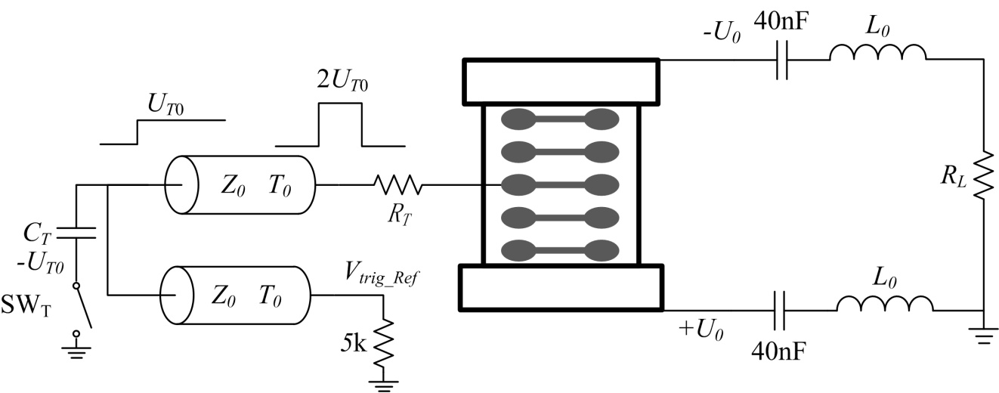 -U0 40nF L0
2UT0
UT0
Z0 T0
RT
RL
CT
-UT0
SWT
Z0 T0
Vtrig_Ref
5k
L0
+U0
40nF